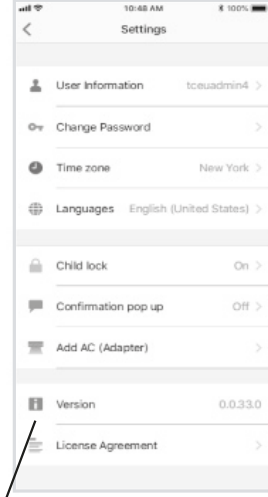 10:48 AM 100%
Settings
User Information tceuadmin4
Change Password
Time zone New York
Languages English (United States)
Child lock On
Confirmation pop up Off
Add AC (Adapter)
Version 0.0.33.0
License Agreement